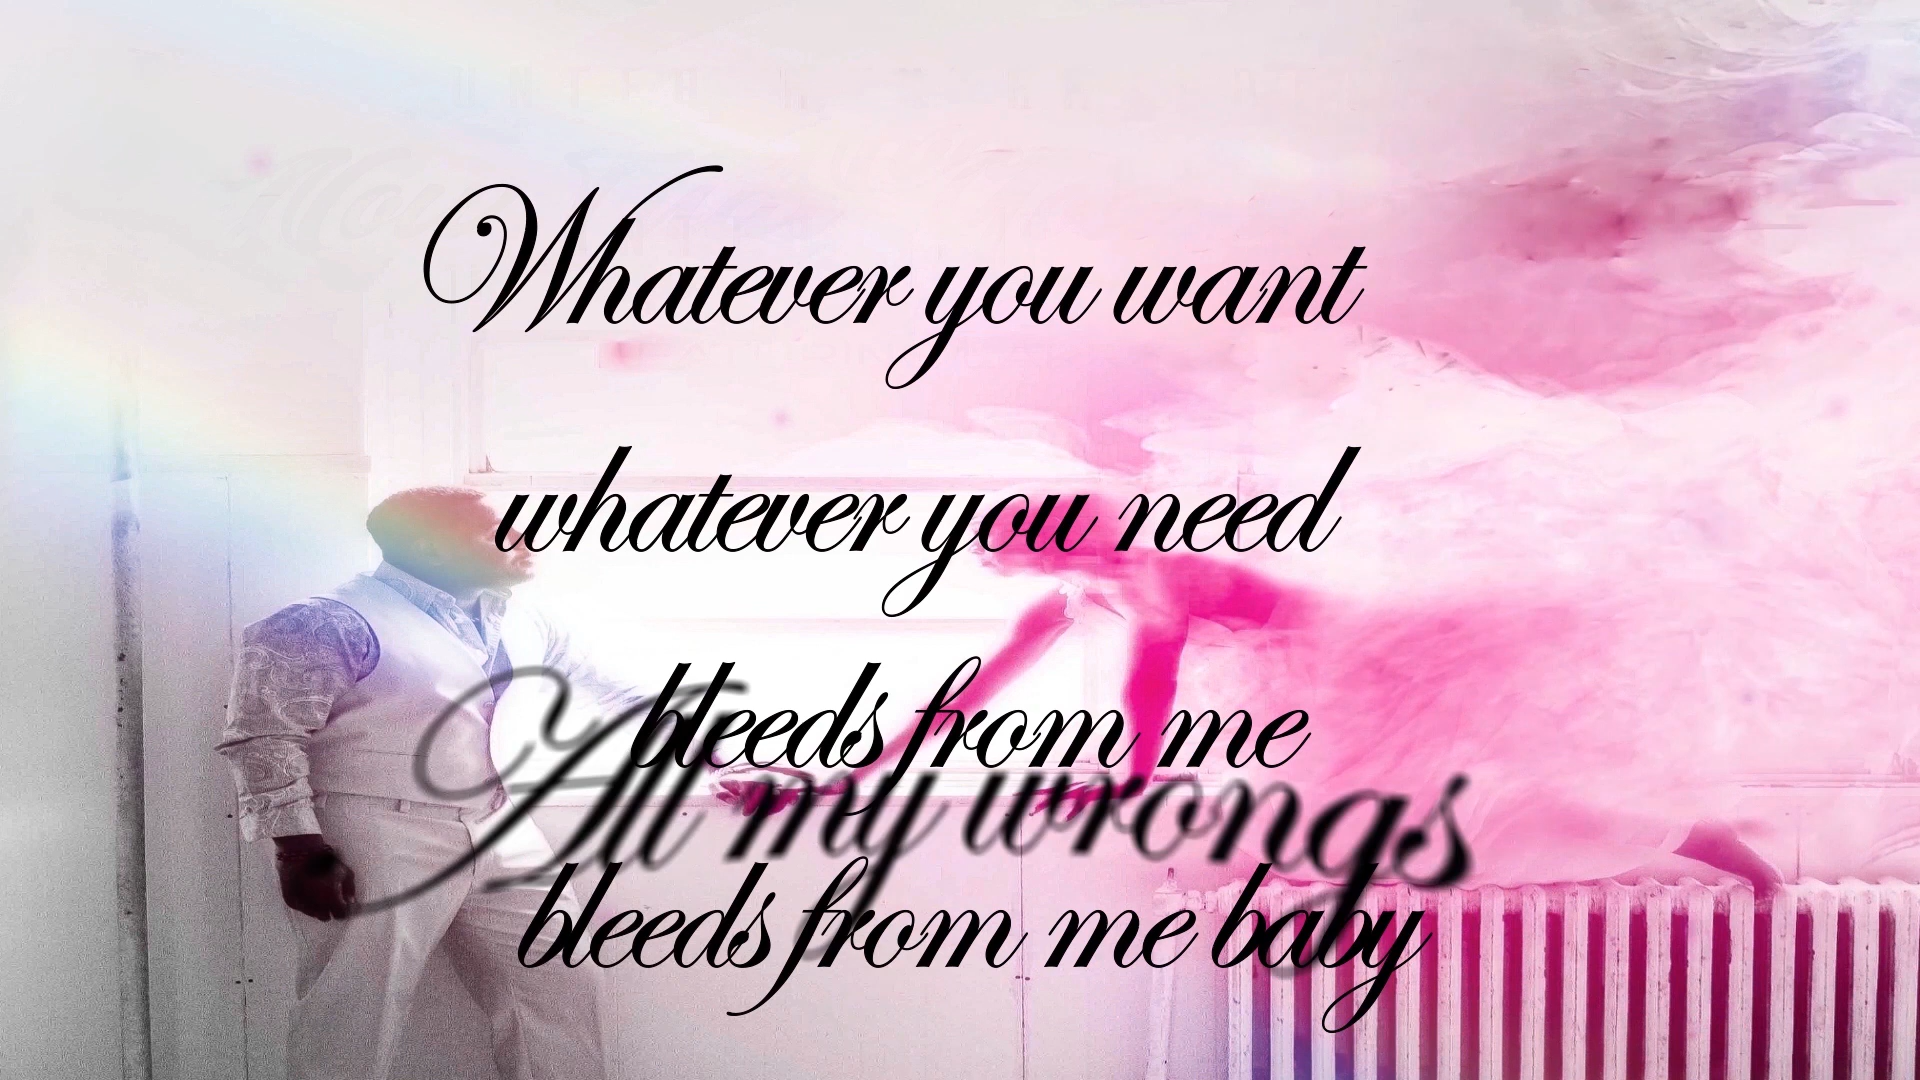 Whatever you want
whatever you need
bleeds from me
All my wrongs
bleeds from me baby